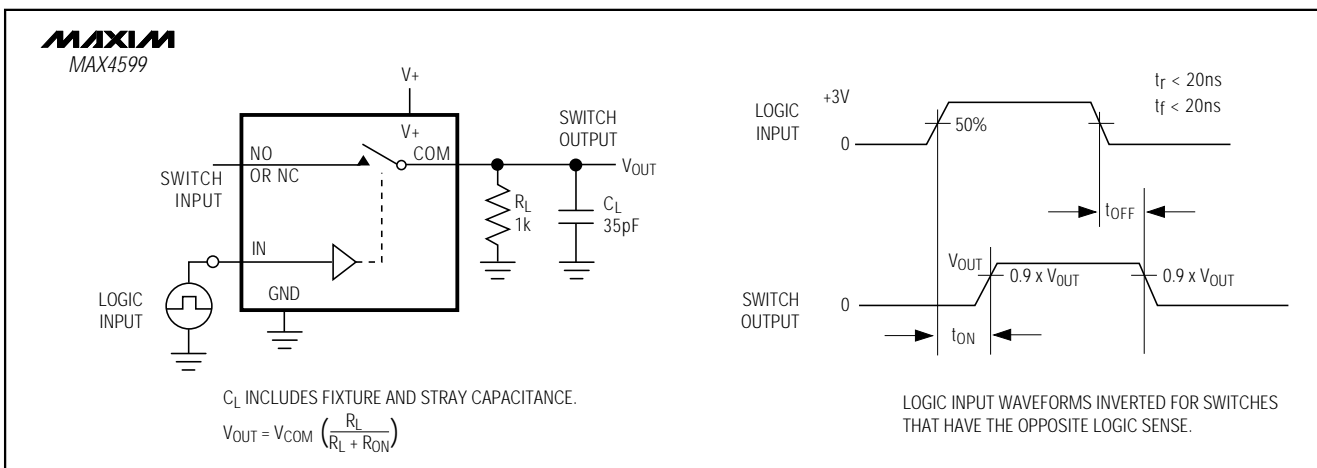 MAXIM
MAX4599
V+
V+
NO
OR NC
COM
SWITCH
INPUT
SWITCH
OUTPUT
VOUT
RL
1k
CL
35pF
IN
GND
LOGIC
INPUT
CL INCLUDES FIXTURE AND STRAY CAPACITANCE.
VOUT = VCOM (RL / RL + RON)
LOGIC
INPUT
+3V
0
50%
tr < 20ns
tf < 20ns
tOFF
VOUT
0.9 x VOUT
0.9 x VOUT
SWITCH
OUTPUT
0
tON
LOGIC INPUT WAVEFORMS INVERTED FOR SWITCHES
THAT HAVE THE OPPOSITE LOGIC SENSE.